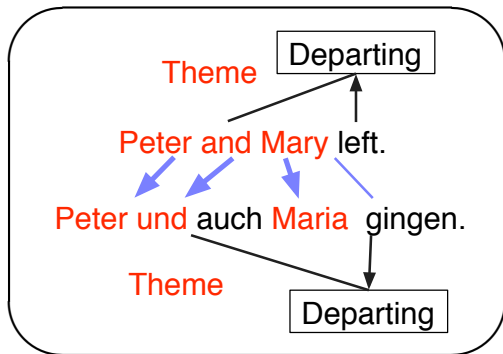 Departing
Theme
Peter and Mary left.
Peter und auch Maria gingen.
Theme
Departing